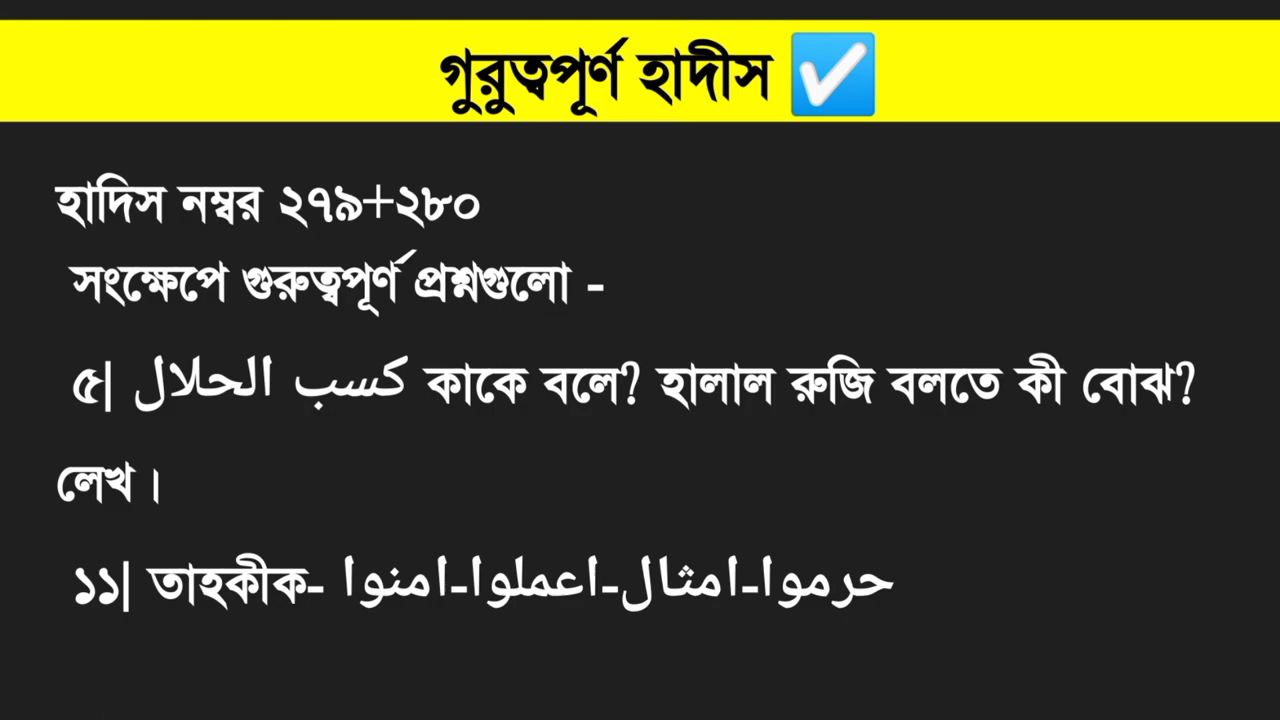 গুরুত্বপূর্ণ হাদীস ✅
হাদিস নম্বর ২৭৯+২৮০
সংক্ষেপে গুরুত্বপূর্ণ প্রশ্নগুলো -
৫| كسب الحلال কাকে বলে? হালাল রুজি বলতে কী বোঝ?
লেখ।
১১| তাহকীক- حرموا-امثال-اعملوا-امنوا